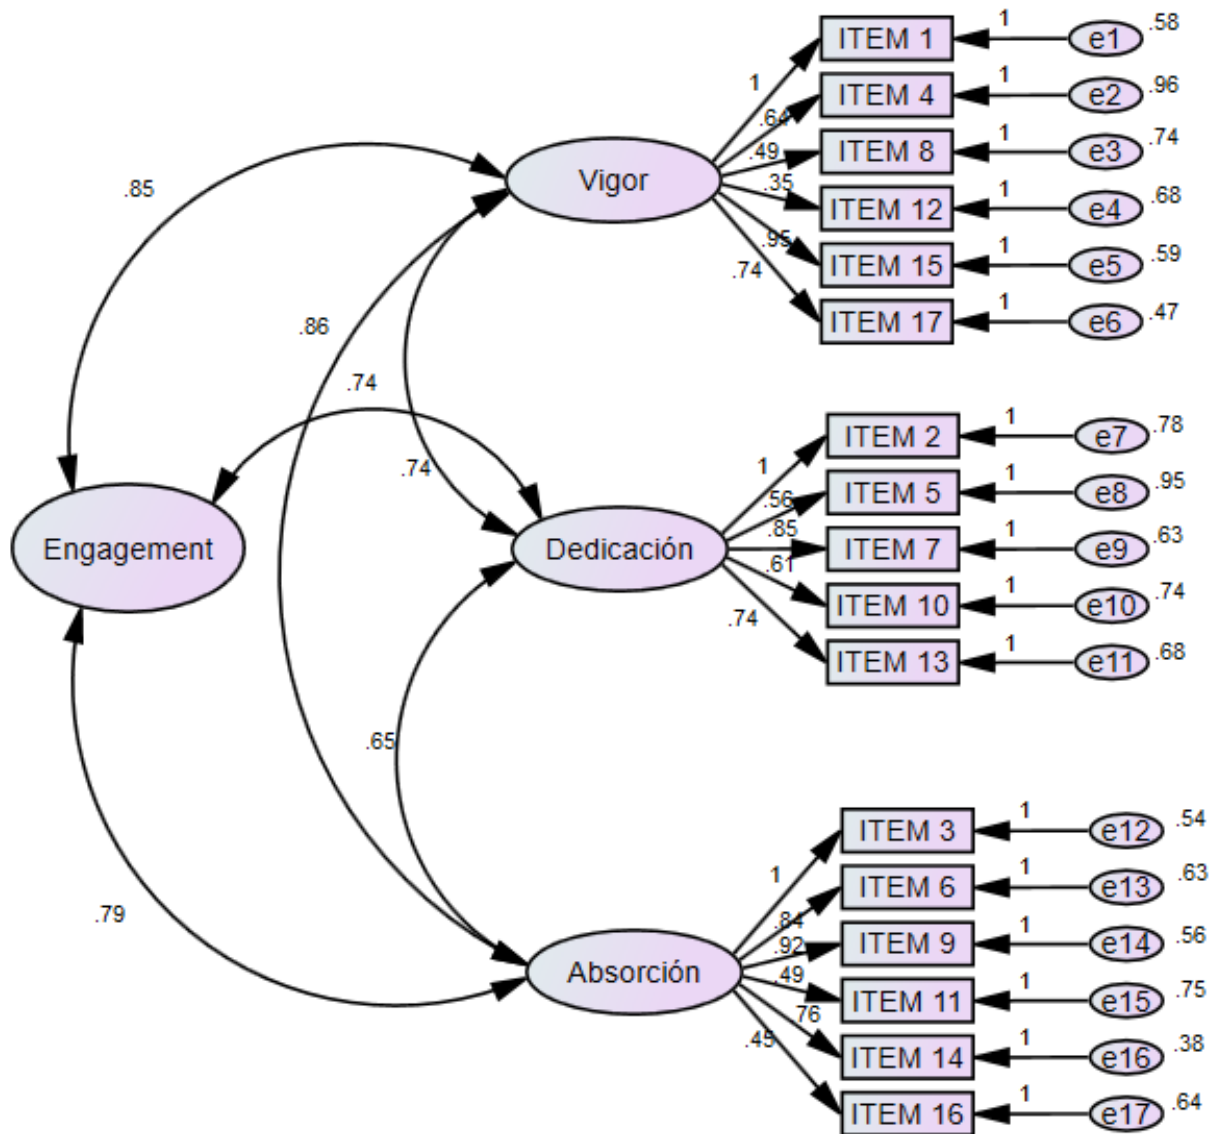 1
ITEM 1
1
e1
.58
.64
ITEM 4
1
e2
.96
.49
ITEM 8
1
e3
.74
.35
ITEM 12
1
e4
.68
.95
ITEM 15
1
e5
.59
.74
ITEM 17
1
e6
.47
Vigor
.85
.86
.74
.74
Engagement
Dedicación
1
ITEM 2
1
e7
.78
.56
ITEM 5
1
e8
.95
.85
ITEM 7
1
e9
.63
.61
ITEM 10
1
e10
.74
.74
ITEM 13
1
e11
.68
.65
.79
Absorción
1
ITEM 3
1
e12
.54
.84
ITEM 6
1
e13
.63
.92
ITEM 9
1
e14
.56
.49
ITEM 11
1
e15
.75
.76
ITEM 14
1
e16
.38
.45
ITEM 16
1
e17
.64